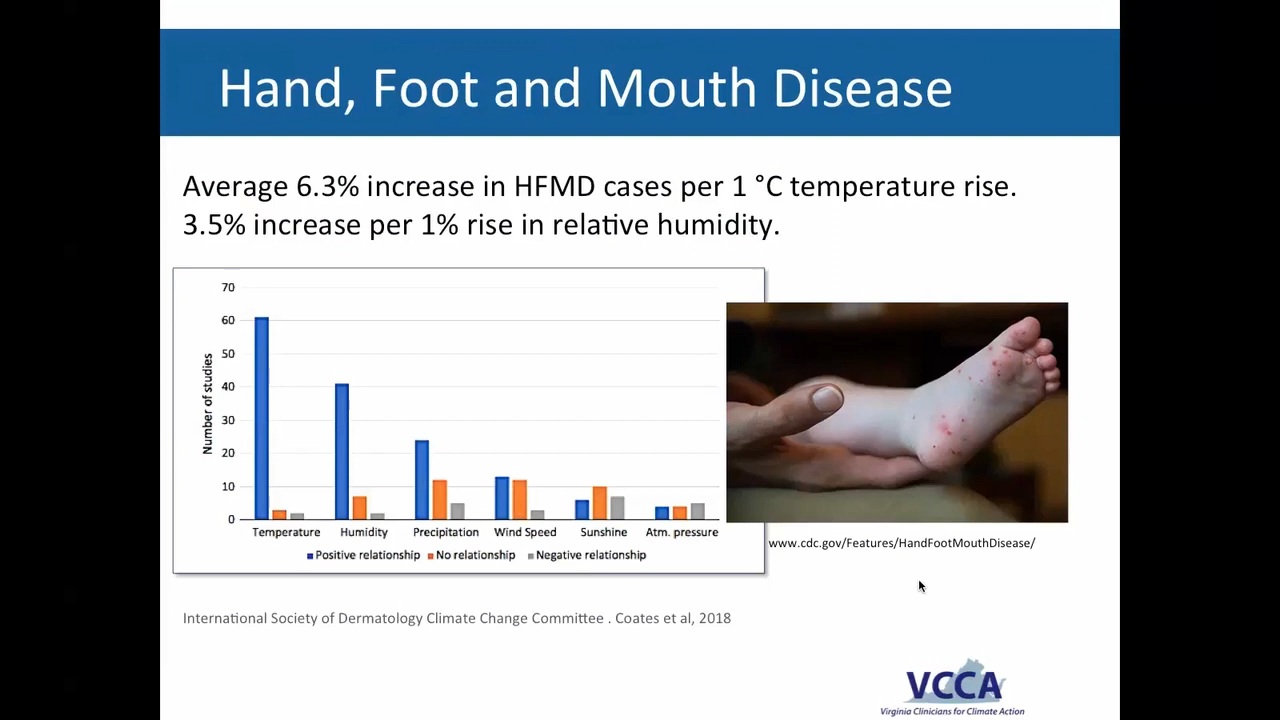 Hand, Foot and Mouth Disease
Average 6.3% increase in HFMD cases per 1 °C temperature rise.
3.5% increase per 1% rise in relative humidity.
70
60
50
40
30
20
10
0
Number of studies
Temperature Humidity Precipitation Wind Speed Sunshine Atm. pressure
Positive relationship No relationship Negative relationship
www.cdc.gov/Features/HandFootMouthDisease/
International Society of Dermatology Climate Change Committee . Coates et al, 2018
VCCA
Virginia Clinicians for Climate Action